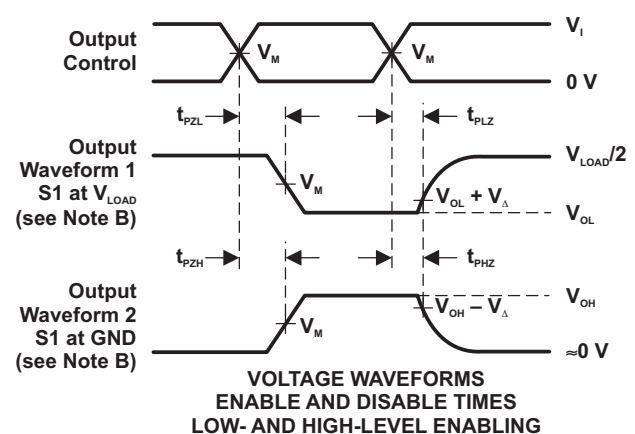 Output
Control
V_M
V_M
V_I
0 V
t_PZL
t_PLZ
Output
Waveform 1
S1 at V_LOAD
(see Note B)
V_M
V_OL + V_Δ
V_LOAD/2
V_OL
t_PZH
t_PHZ
Output
Waveform 2
S1 at GND
(see Note B)
V_M
V_OH – V_Δ
V_OH
≈0 V
VOLTAGE WAVEFORMS
ENABLE AND DISABLE TIMES
LOW- AND HIGH-LEVEL ENABLING